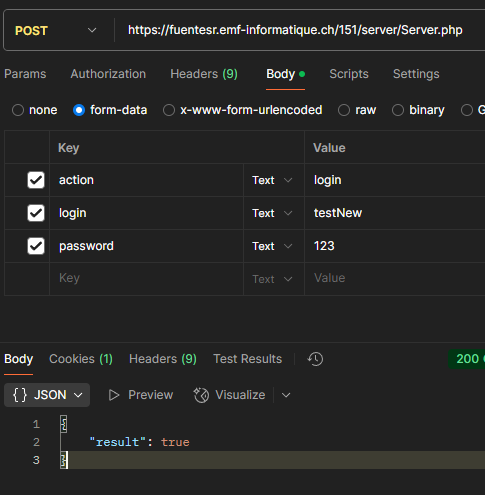 POST https://fuentesr.emf-informatique.ch/151/server/Server.php
Params Authorization Headers (9) Body Scripts Settings
none form-data x-www-form-urlencoded raw binary
Key Value
action Text login
login Text testNew
password Text 123
Key Text Value
Body Cookies (1) Headers (9) Test Results 200
{ } JSON Preview Visualize
1 {
2 "result": true
3 }